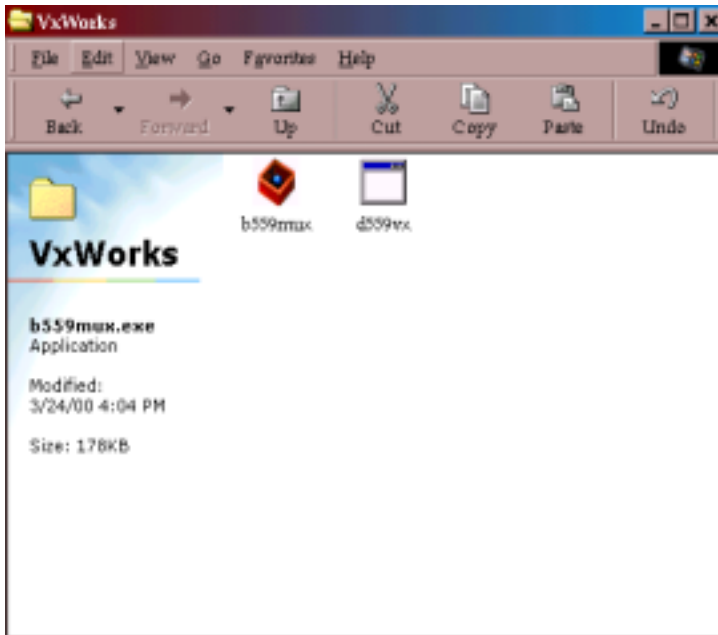 VxWorks
File Edit View Go Favorites Help
Back Forward Up Cut Copy Paste Undo
b559mux d559vx
VxWorks
b559mux.exe
Application
Modified:
3/24/00 4:04 PM
Size: 178KB